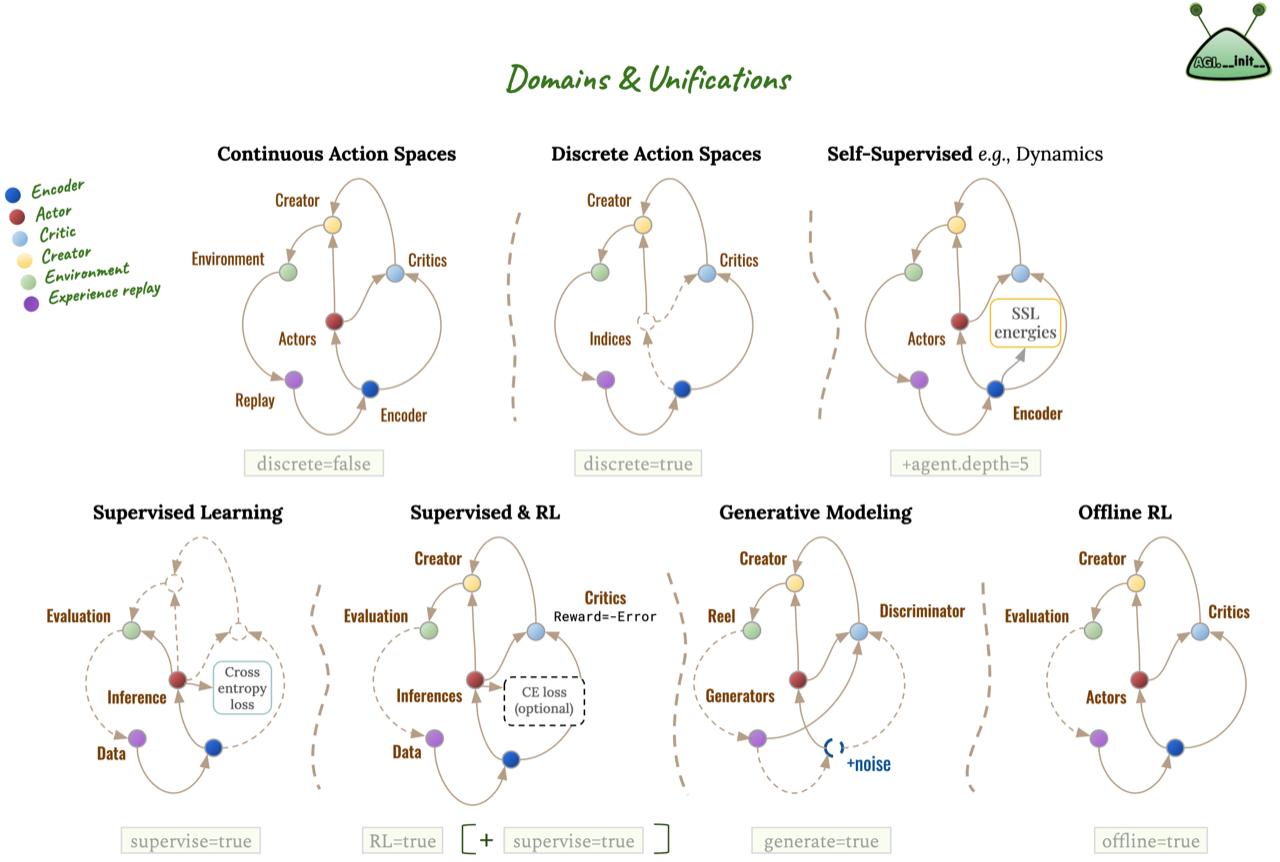 AGI.__init__
Domains & Unifications
Encoder
Actor
Critic
Creator
Environment
Experience replay
Continuous Action Spaces
Creator
Environment
Critics
Actors
Replay
Encoder
discrete=false
Discrete Action Spaces
Creator
Critics
Indices
discrete=true
Self-Supervised e.g., Dynamics
SSL
energies
Actors
Encoder
+agent.depth=5
Supervised Learning
Evaluation
Inference
Cross
entropy
loss
Data
supervise=true
Supervised & RL
Creator
Evaluation
Critics
Reward=-Error
Inferences
CE loss
(optional)
Data
RL=true [ + supervise=true ]
Generative Modeling
Creator
Reel
Discriminator
Generators
+noise
generate=true
Offline RL
Creator
Evaluation
Critics
Actors
offline=true